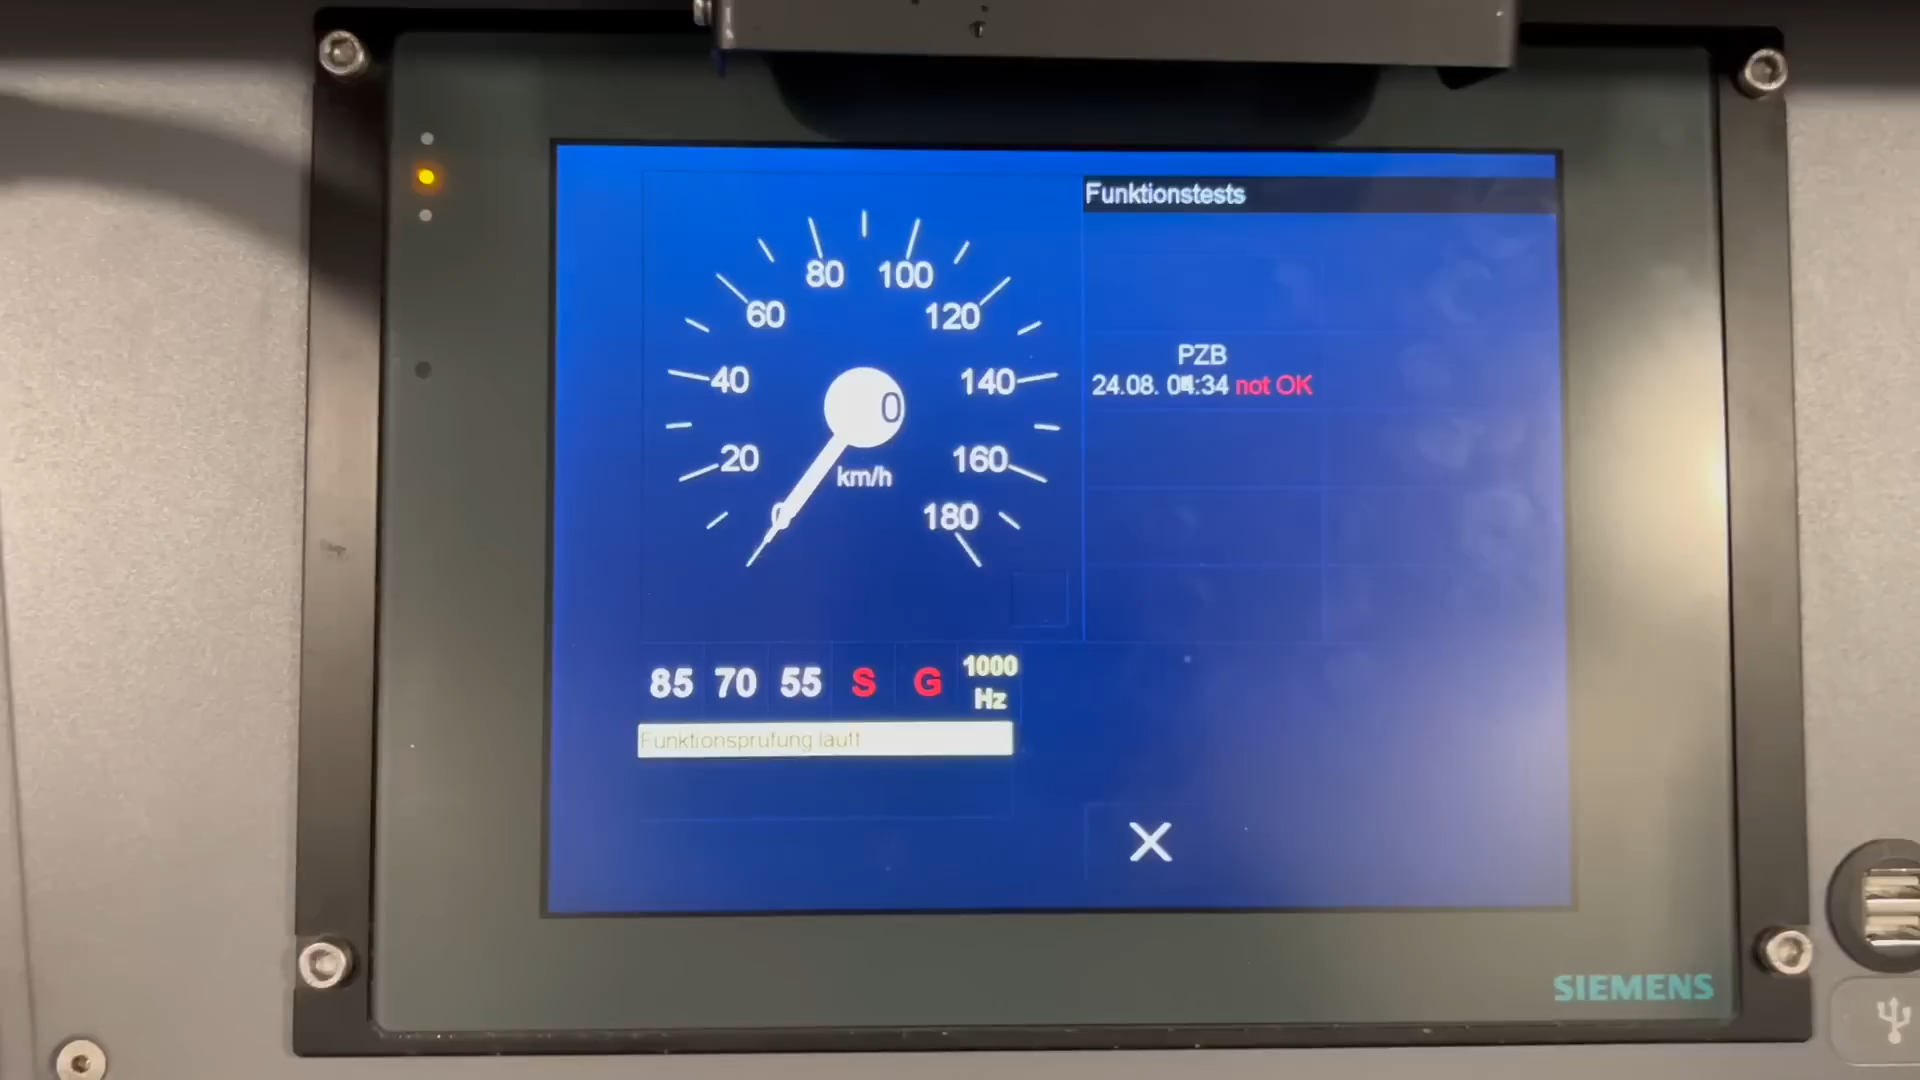 Funktionstests
80 100
60 120
40 140
0
20 160
km/h
0 180
PZB
24.08. 04:34 not OK
85 70 55 S G 1000 Hz
Funktionsprüfung läuft
SIEMENS